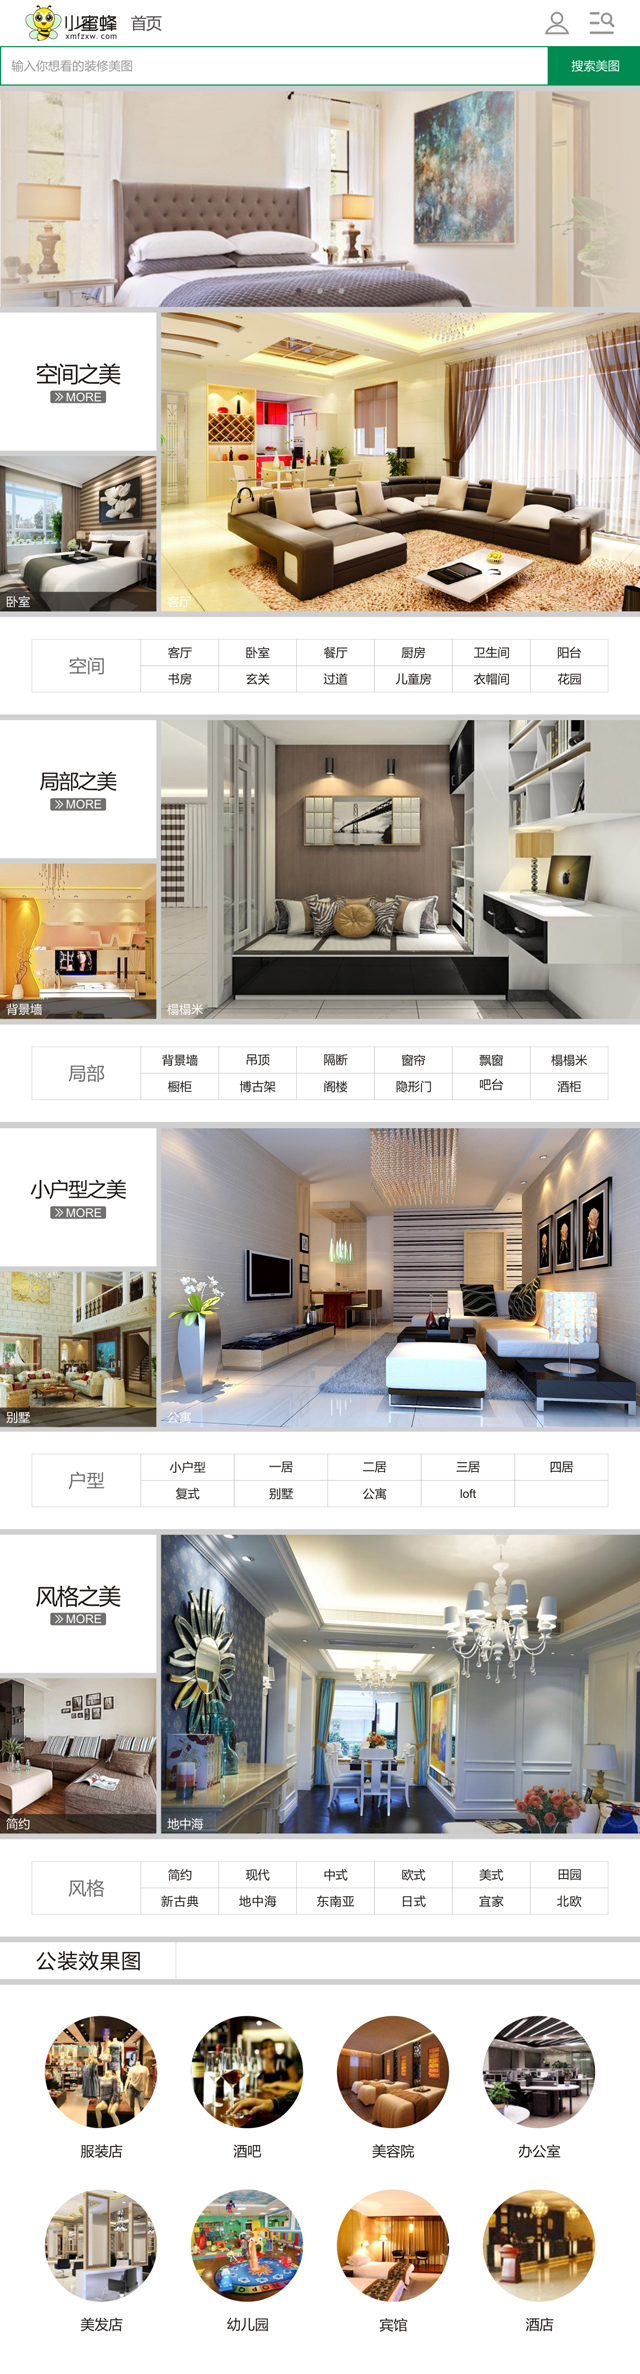 小蜜蜂 首页
xmfzxw.com
输入你想看的装修美图 搜索美图
空间之美
MORE
卧室 客厅
空间 客厅 卧室 餐厅 厨房 卫生间 阳台
书房 玄关 过道 儿童房 衣帽间 花园
局部之美
MORE
背景墙 榻榻米
局部 背景墙 吊顶 隔断 窗帘 飘窗 榻榻米
橱柜 博古架 阁楼 隐形门 吧台 酒柜
小户型之美
MORE
别墅 公寓
户型 小户型 一居 二居 三居 四居
复式 别墅 公寓 loft
风格之美
MORE
简约 地中海
风格 简约 现代 中式 欧式 美式 田园
新古典 地中海 东南亚 日式 宜家 北欧
公装效果图
服装店 酒吧 美容院 办公室
美发店 幼儿园 宾馆 酒店